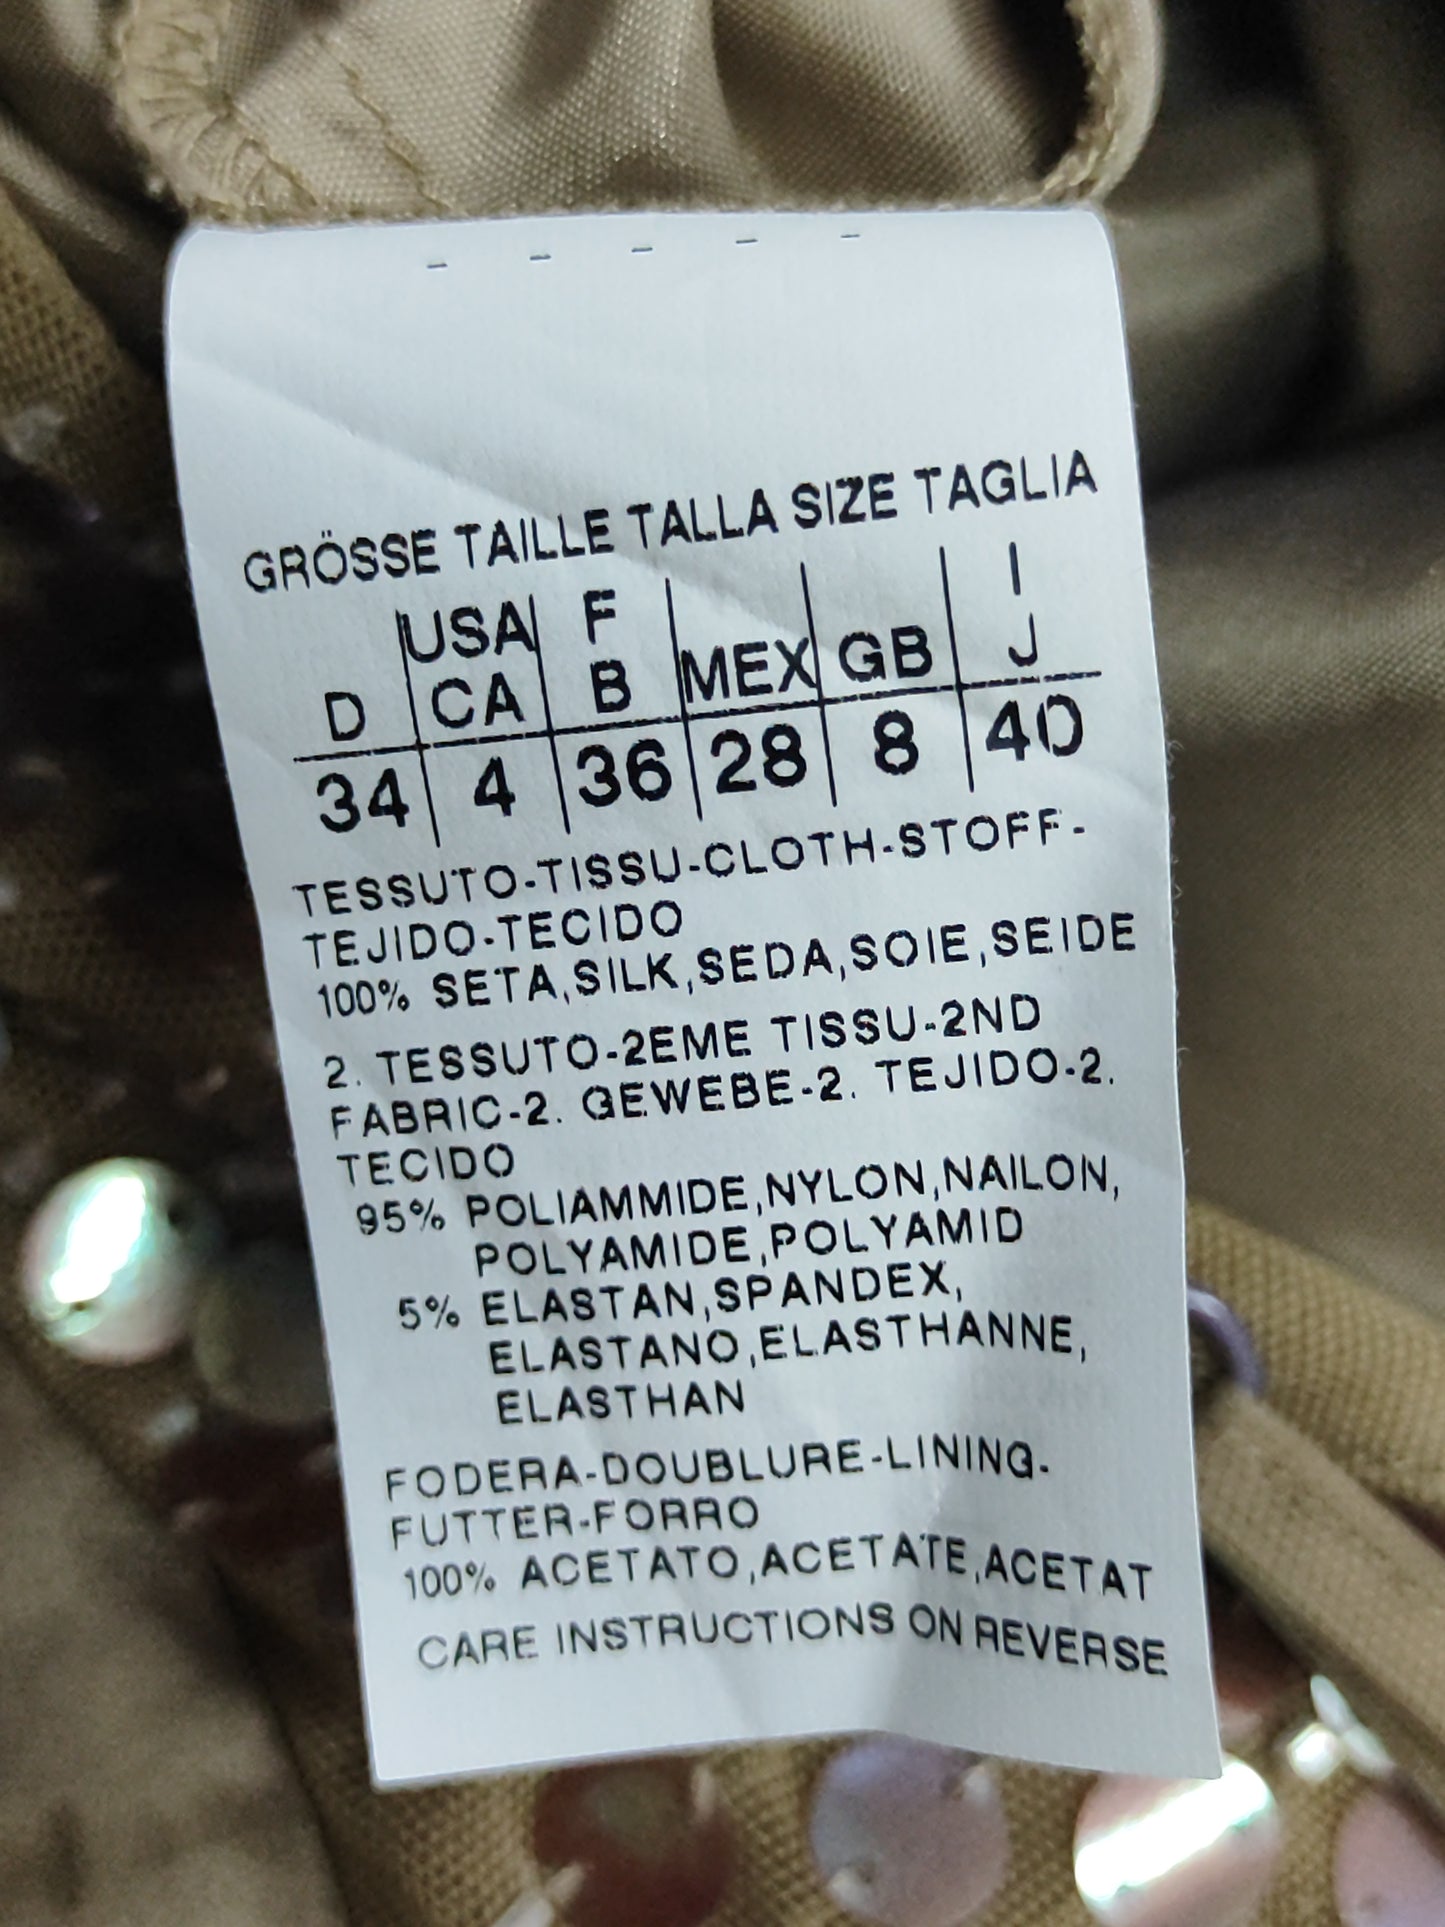 GRÖSSE TAILLE TALLA SIZE TAGLIA
D USA CA F B MEX GB I J
34 4 36 28 8 40
TESSUTO-TISSU-CLOTH-STOFF-
TEJIDO-TECIDO
100% SETA,SILK,SEDA,SOIE,SEIDE
2. TESSUTO-2EME TISSU-2ND
FABRIC-2. GEWEBE-2. TEJIDO-2.
TECIDO
95% POLIAMMIDE,NYLON,NAILON,
POLYAMIDE,POLYAMID
5% ELASTAN,SPANDEX,
ELASTANO,ELASTHANNE,
ELASTHAN
FODERA-DOUBLURE-LINING-
FUTTER-FORRO
100% ACETATO,ACETATE,ACETAT
CARE INSTRUCTIONS ON REVERSE